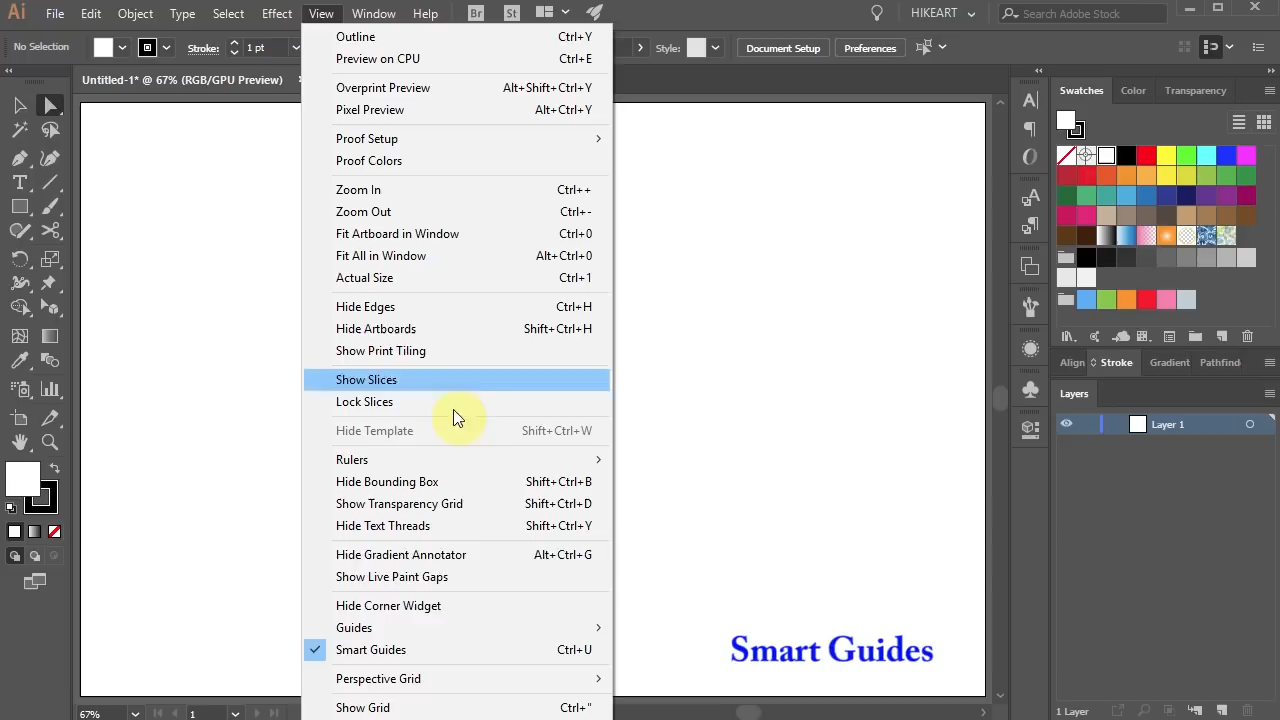 Ai File Edit Object Type Select Effect View Window Help Br St HIKEART Search Adobe Stock
No Selection Stroke: 1 pt Style: Document Setup Preferences
Untitled-1* @ 67% (RGB/GPU Preview)
Outline Ctrl+Y
Preview on CPU Ctrl+E
Overprint Preview Alt+Shift+Ctrl+Y
Pixel Preview Alt+Ctrl+Y
Proof Setup
Proof Colors
Zoom In Ctrl++
Zoom Out Ctrl+-
Fit Artboard in Window Ctrl+0
Fit All in Window Alt+Ctrl+0
Actual Size Ctrl+1
Hide Edges Ctrl+H
Hide Artboards Shift+Ctrl+H
Show Print Tiling
Show Slices
Lock Slices
Hide Template Shift+Ctrl+W
Rulers
Hide Bounding Box Shift+Ctrl+B
Show Transparency Grid Shift+Ctrl+D
Hide Text Threads Shift+Ctrl+Y
Hide Gradient Annotator Alt+Ctrl+G
Show Live Paint Gaps
Hide Corner Widget
Guides
Smart Guides Ctrl+U
Perspective Grid
Show Grid Ctrl+"
Smart Guides
Swatches Color Transparency
Align Stroke Gradient Pathfind
Layers
Layer 1
67% 1
1 Layer